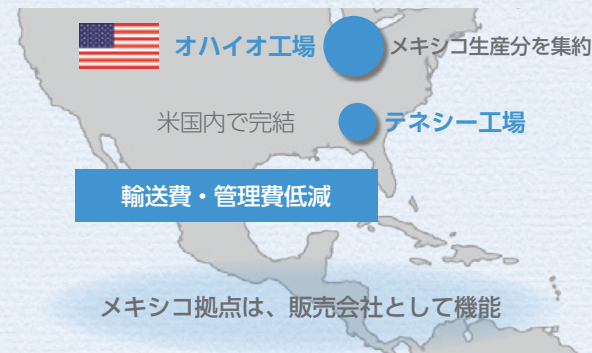 オハイオ工場
メキシコ生産分を集約
米国内で完結
テネシー工場
輸送費・管理費低減
メキシコ拠点は、販売会社として機能